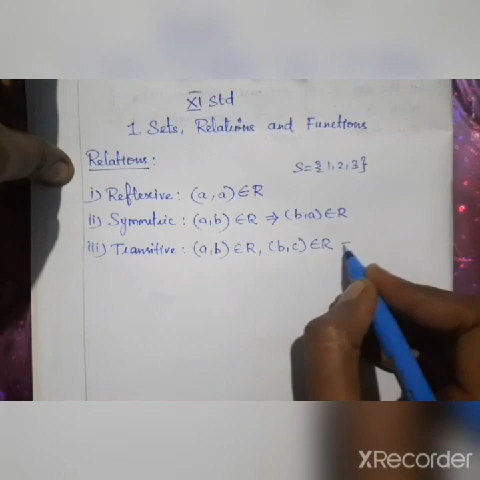 XI Std
1 Sets, Relations and Functions
Relations:
S={1,2,3}
i) Reflexive: (a, a) ∈ R
ii) Symmetric: (a,b) ∈ R ⇒ (b,a) ∈ R
iii) Transitive: (a,b) ∈ R, (b,c) ∈ R
XRecorder